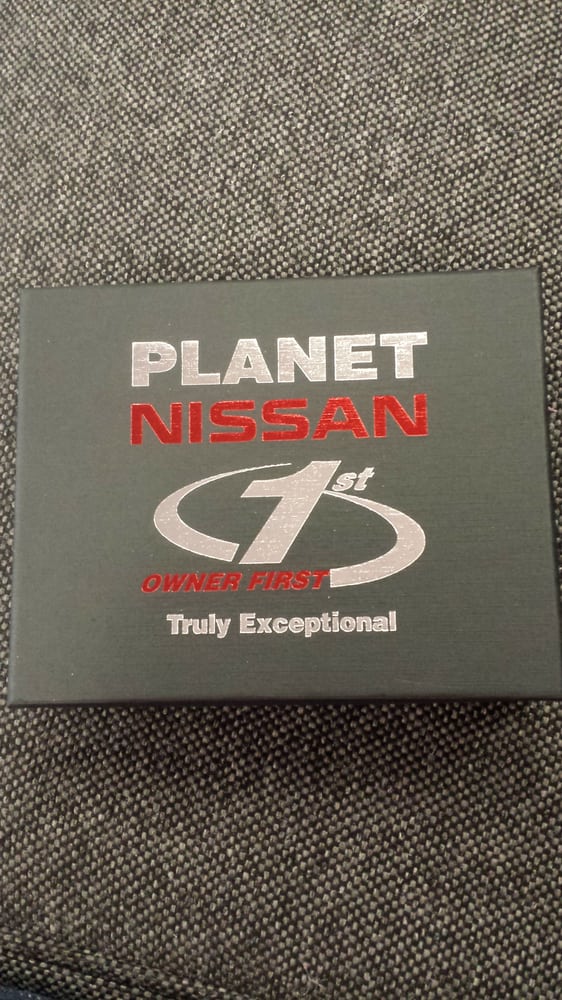 PLANET
NISSAN
1st
OWNER FIRST
Truly Exceptional